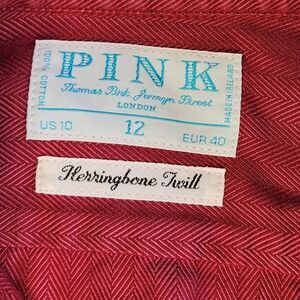 PINK
Thomas Pink Jermyn Street
LONDON
100% COTTON
MADE IN IRELAND
US 10
12
EUR 40
Herringbone Twill